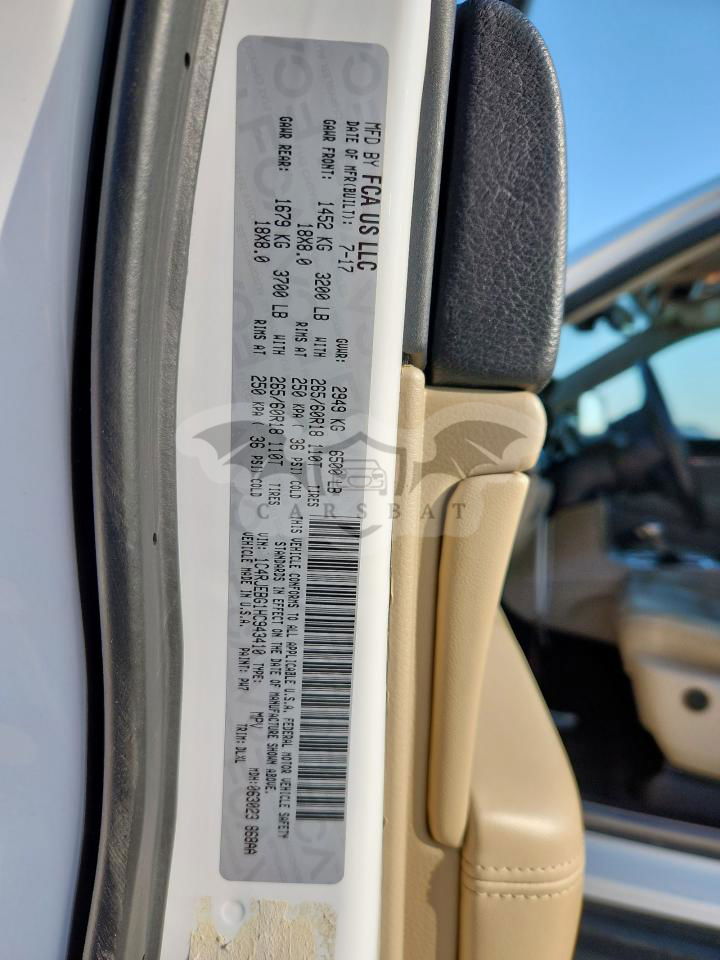 MFD BY FCA US LLC
DATE OF MFR(BUILT): 7-17 GVWR: 2949 KG 6500 LB
GAWR FRONT: 1452 KG 3200 LB WITH 265/60R18 110T TIRES
18X8.0 RIMS AT 250 KPA ( 36 PSI) COLD
GAWR REAR: 1679 KG 3700 LB WITH 265/60R18 110T TIRES
18X8.0 RIMS AT 250 KPA ( 36 PSI) COLD
THIS VEHICLE CONFORMS TO ALL APPLICABLE U.S.A. FEDERAL MOTOR VEHICLE SAFETY
STANDARDS IN EFFECT ON THE DATE OF MANUFACTURE SHOWN ABOVE.
VIN: 1C4RJEBG1HC943410 TYPE: MPV MDH:063023 868AA
VEHICLE MADE IN U.S.A. PAINT: PW7 TRIM: DLXL
CARSBAT